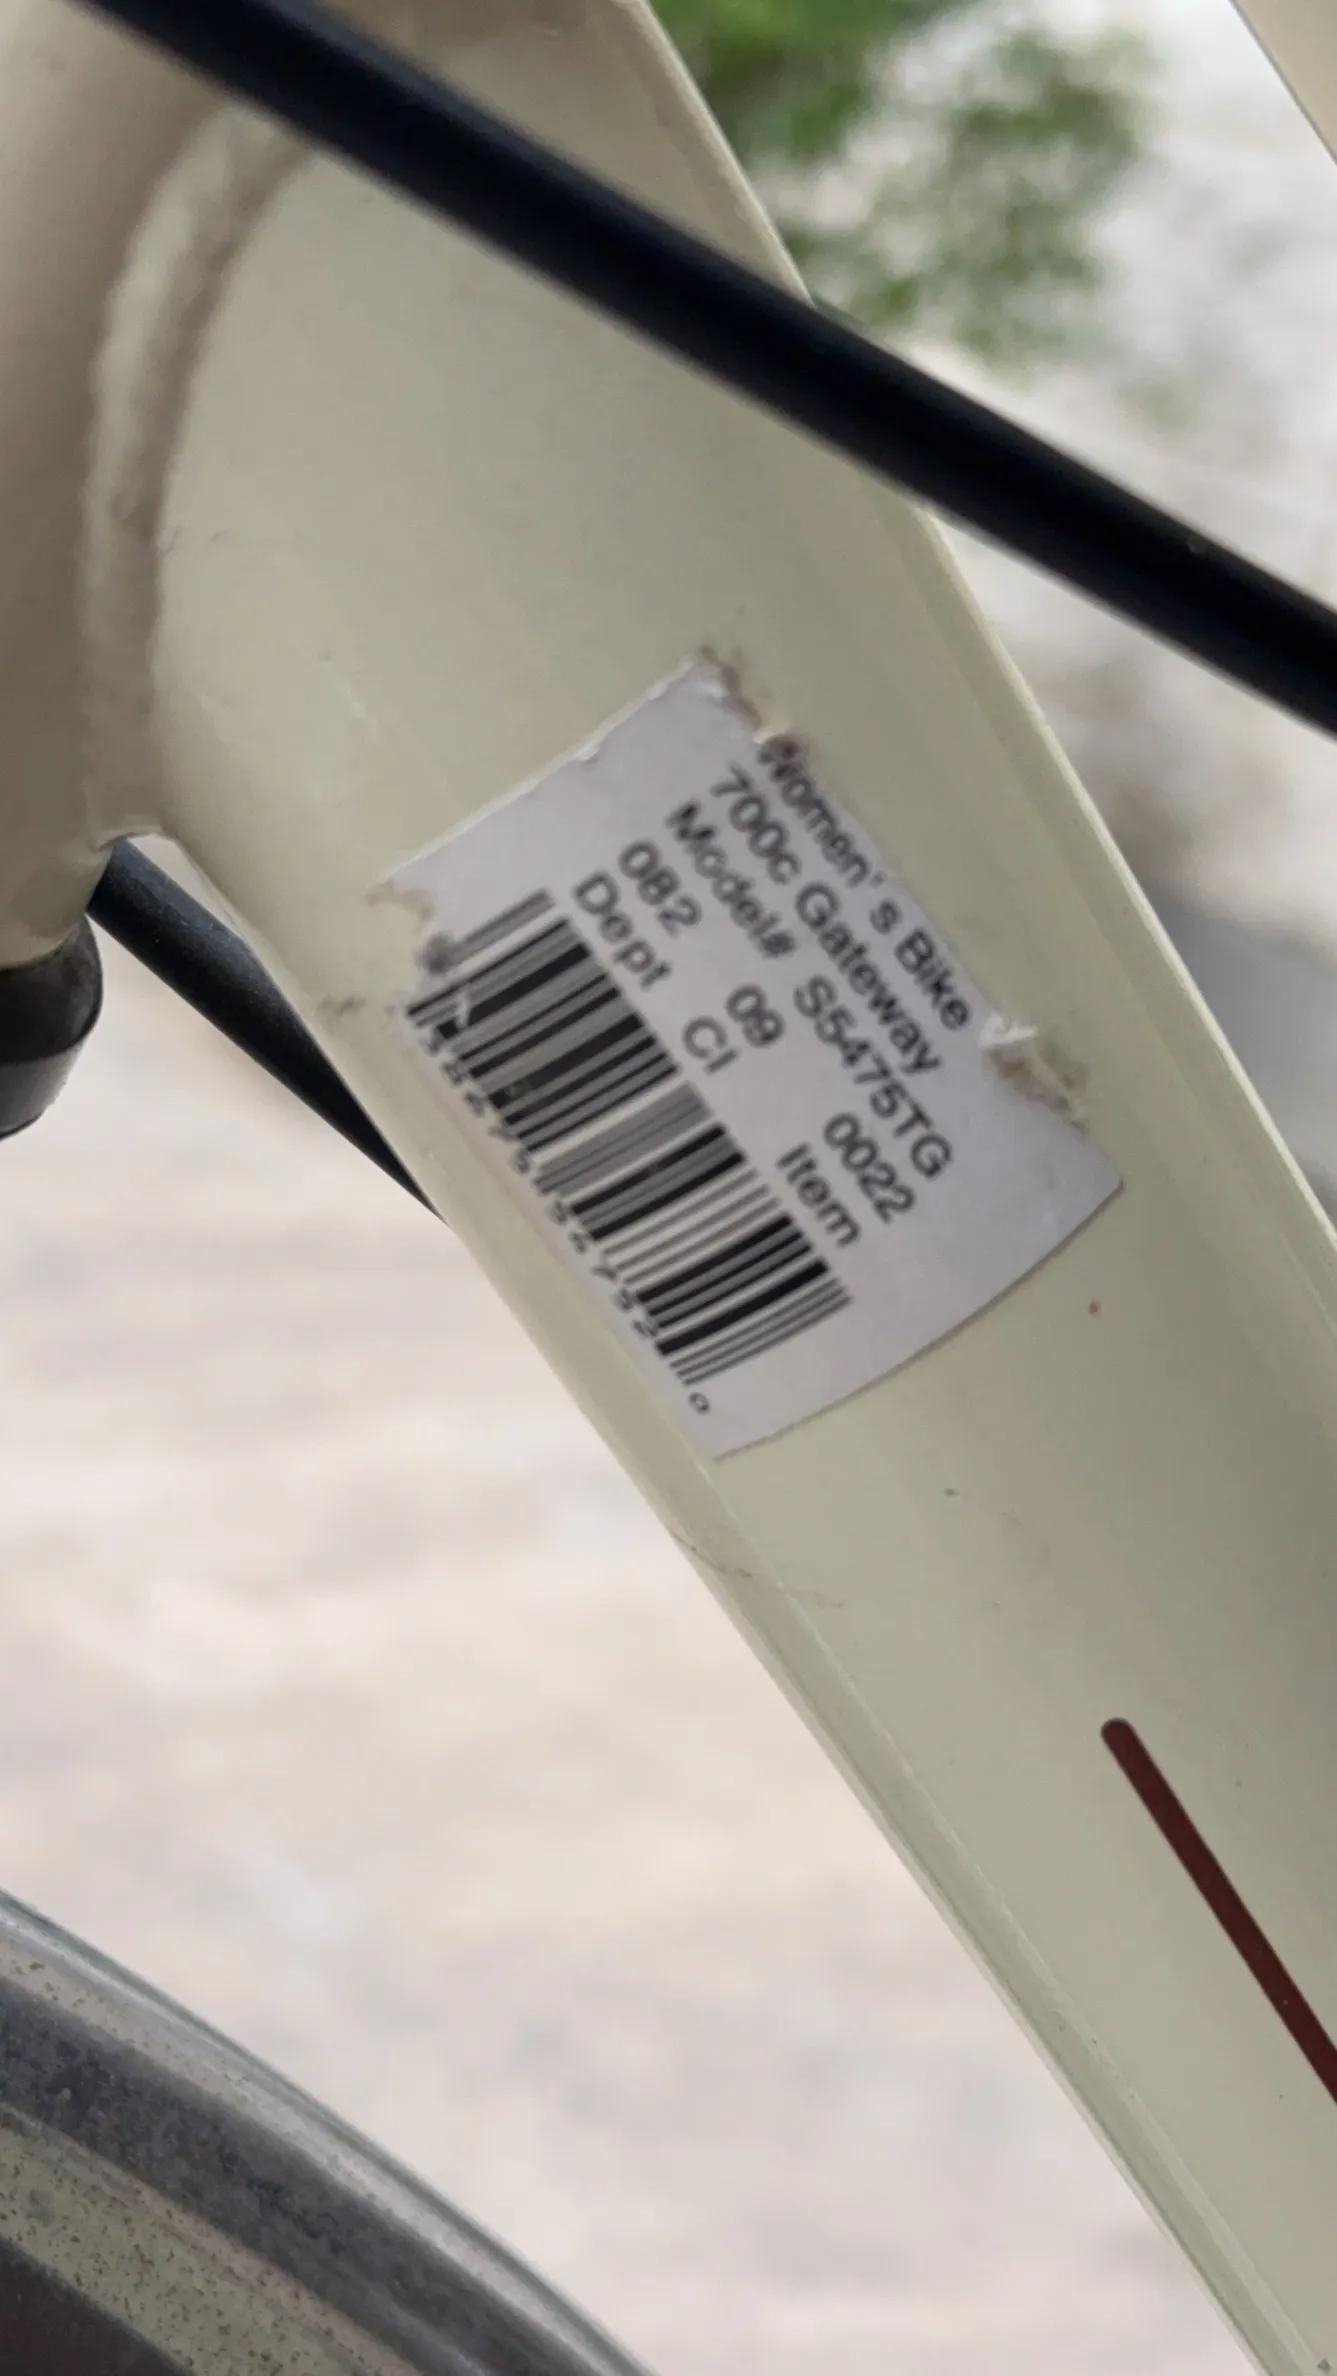 Women's Bike
700c Gateway
Model# S5475TG
082 09 0022
Dept Cl Item